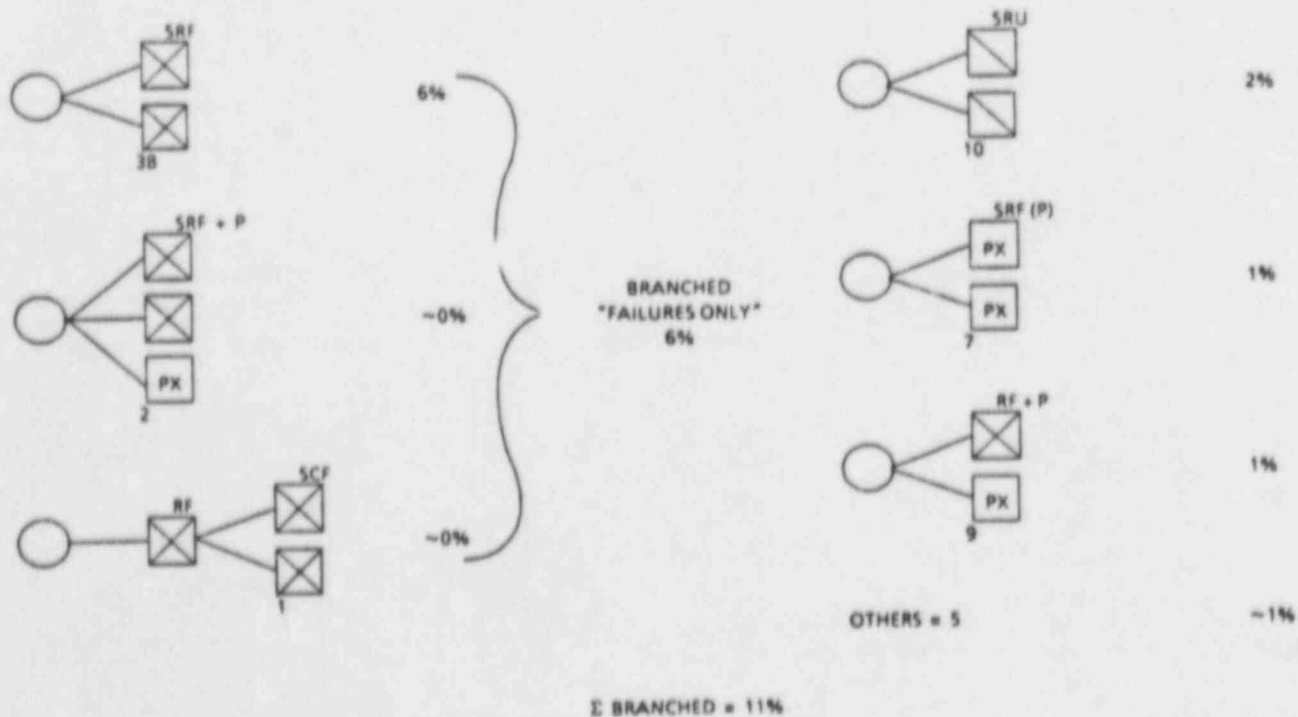 SRF
6%
38
SRF + P
~0%
PX
2
RF
SCF
~0%
1
BRANCHED
"FAILURES ONLY"
6%
SRU
2%
10
SRF (P)
PX
1%
PX
7
RF + P
1%
PX
9
OTHERS = 5
~1%
Σ BRANCHED = 11%